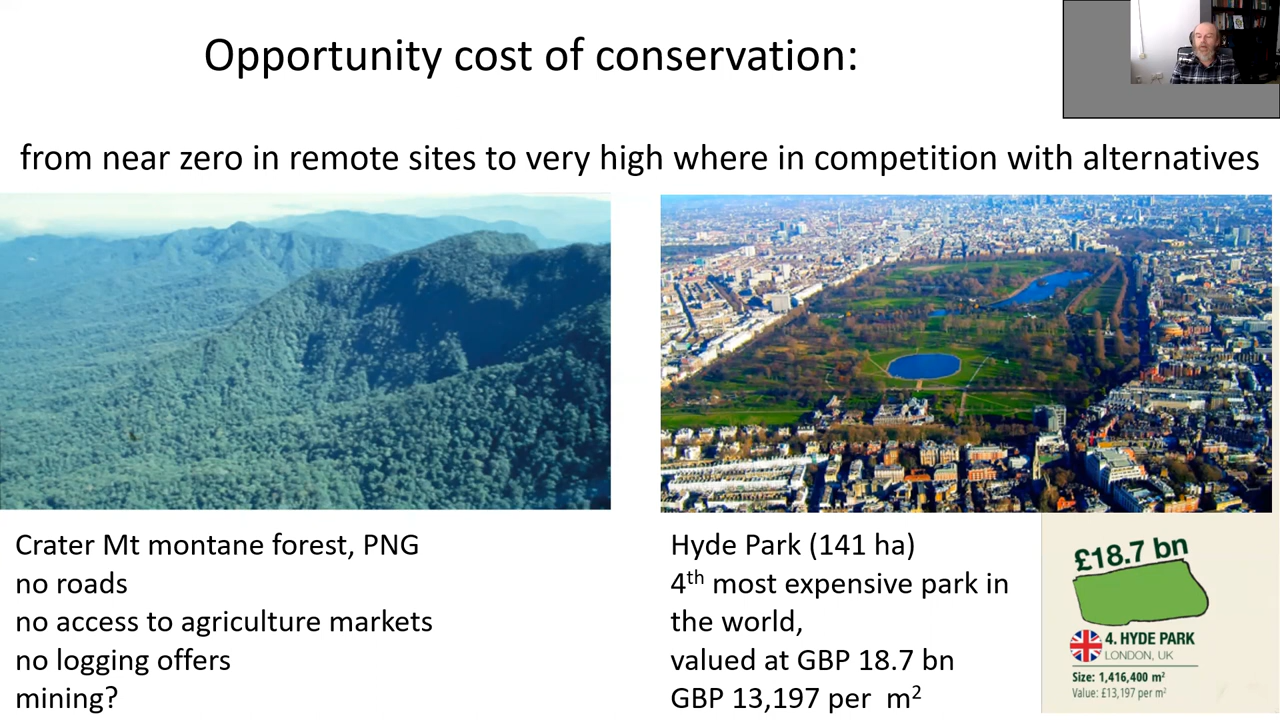 Opportunity cost of conservation:
from near zero in remote sites to very high where in competition with alternatives
Crater Mt montane forest, PNG
no roads
no access to agriculture markets
no logging offers
mining?
Hyde Park (141 ha)
4th most expensive park in
the world,
valued at GBP 18.7 bn
GBP 13,197 per m²
£18.7 bn
4. HYDE PARK
LONDON, UK
Size: 1,416,400 m²
Value: £13,197 per m²